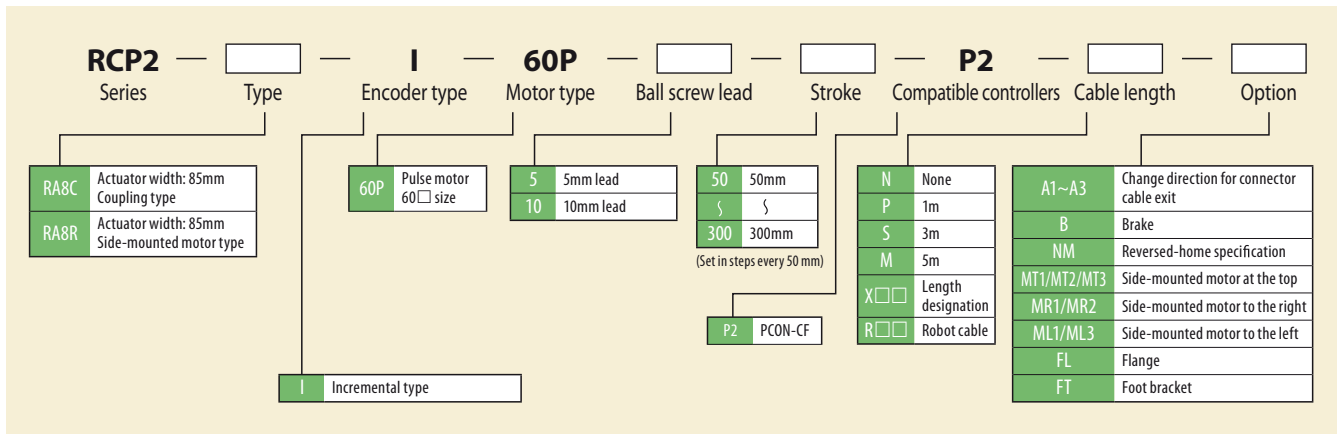 RCP2 — — I — 60P — — — P2 — —
Series Type Encoder type Motor type Ball screw lead Stroke Compatible controllers Cable length Option
RA8C Actuator width: 85mm
Coupling type
RA8R Actuator width: 85mm
Side-mounted motor type
60P Pulse motor
60□ size
5 5mm lead
10 10mm lead
50 50mm
∫ ∫
300 300mm
(Set in steps every 50 mm)
P2 PCON-CF
I Incremental type
N None
P 1m
S 3m
M 5m
X□□ Length
designation
R□□ Robot cable
A1~A3 Change direction for connector
cable exit
B Brake
NM Reversed-home specification
MT1/MT2/MT3 Side-mounted motor at the top
MR1/MR2 Side-mounted motor to the right
ML1/ML3 Side-mounted motor to the left
FL Flange
FT Foot bracket